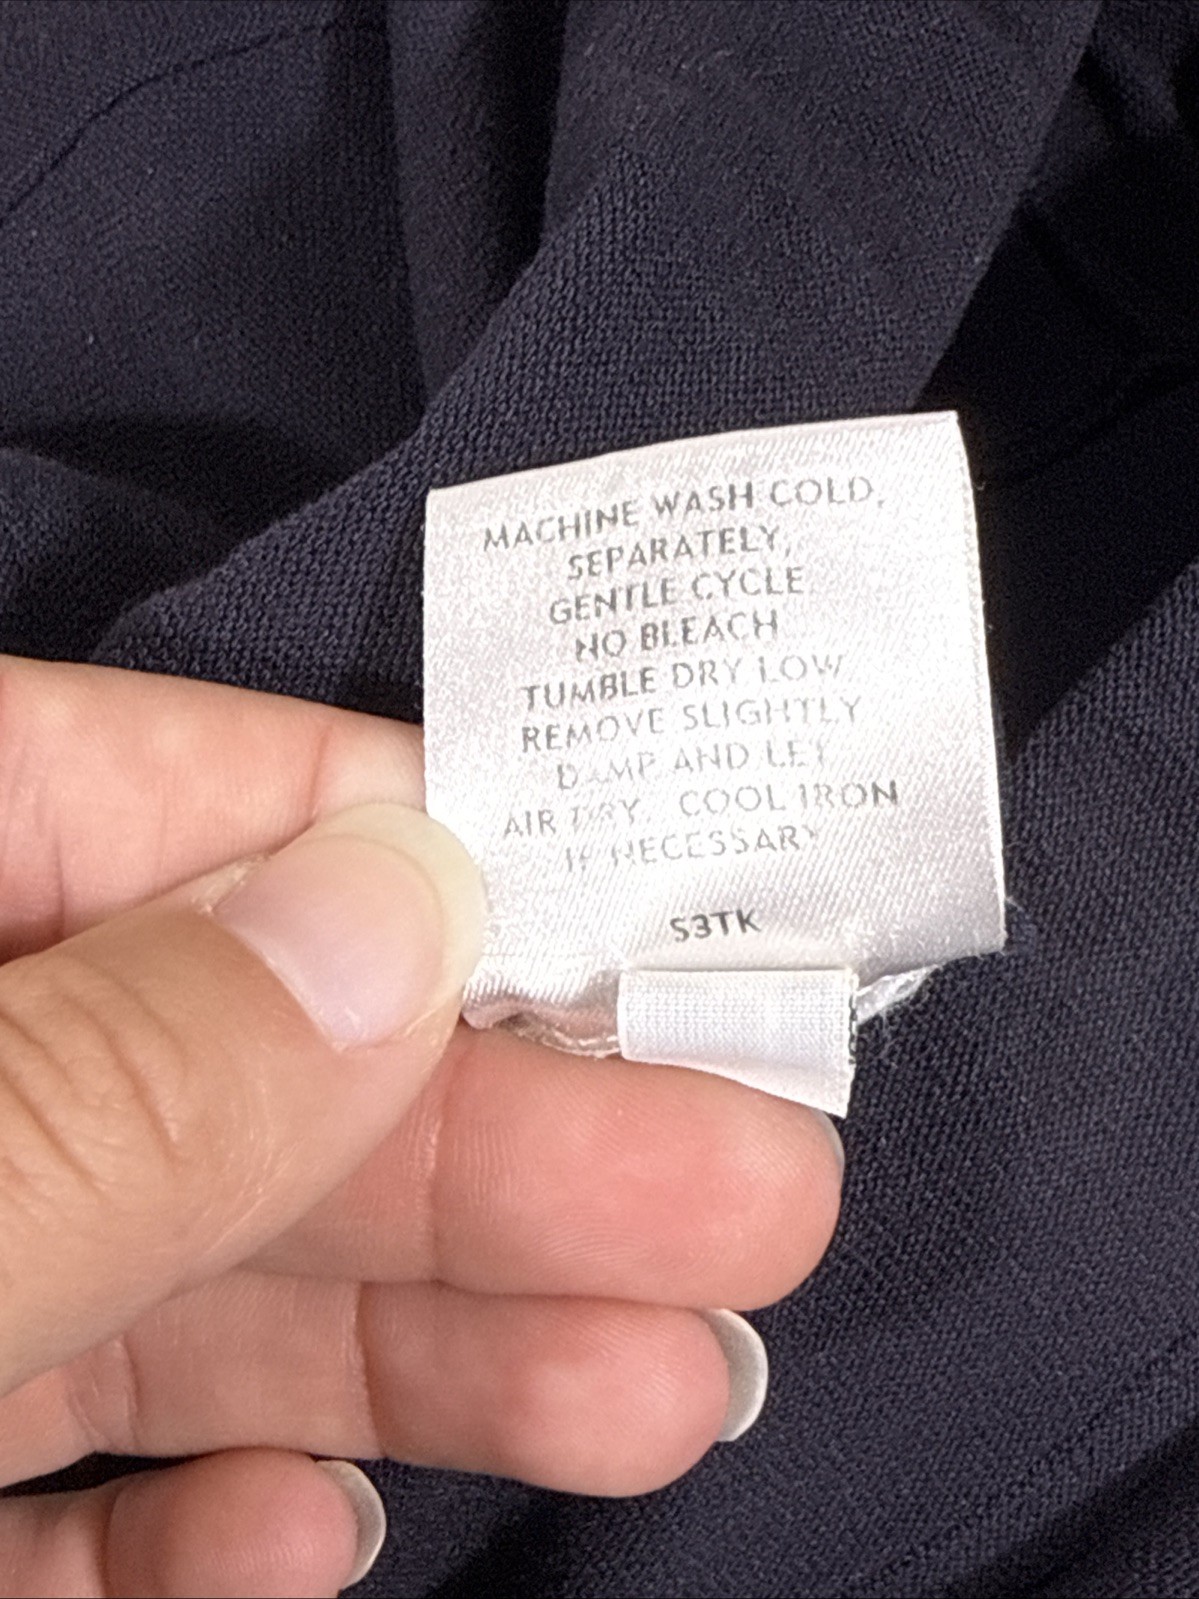 MACHINE WASH COLD,
SEPARATELY,
GENTLE CYCLE
NO BLEACH
TUMBLE DRY LOW
REMOVE SLIGHTLY
DAMP AND LET
AIR DRY. COOL IRON
IF NECESSARY
S3TK